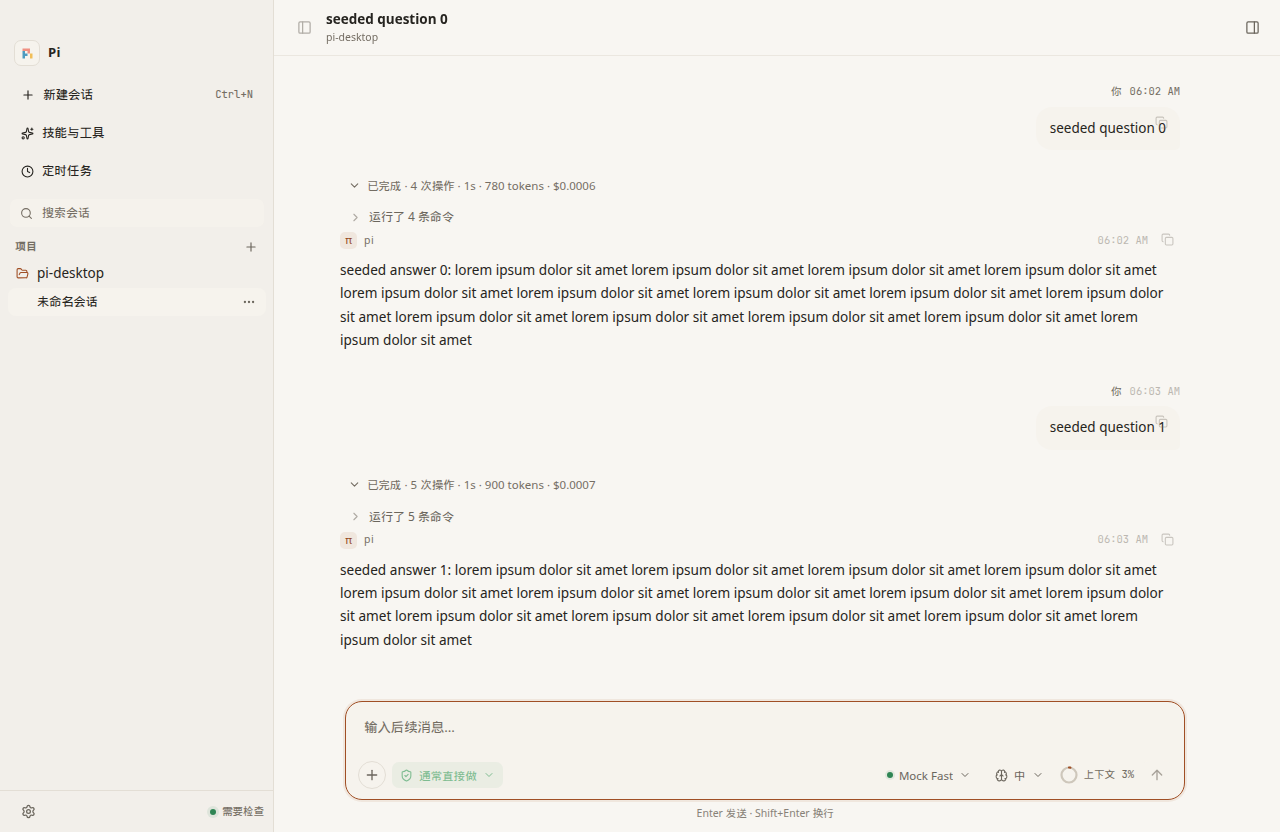 Pi
新建会话 Ctrl+N
技能与工具
定时任务
搜索会话
项目
pi-desktop
未命名会话
需要检查
seeded question 0
pi-desktop
你 06:02 AM
seeded question 0
已完成 · 4 次操作 · 1s · 780 tokens · $0.0006
运行了 4 条命令
π pi 06:02 AM
seeded answer 0: lorem ipsum dolor sit amet lorem ipsum dolor sit amet lorem ipsum dolor sit amet lorem ipsum dolor sit amet
lorem ipsum dolor sit amet lorem ipsum dolor sit amet lorem ipsum dolor sit amet lorem ipsum dolor sit amet lorem ipsum dolor
sit amet lorem ipsum dolor sit amet lorem ipsum dolor sit amet lorem ipsum dolor sit amet lorem ipsum dolor sit amet lorem
ipsum dolor sit amet
你 06:03 AM
seeded question 1
已完成 · 5 次操作 · 1s · 900 tokens · $0.0007
运行了 5 条命令
π pi 06:03 AM
seeded answer 1: lorem ipsum dolor sit amet lorem ipsum dolor sit amet lorem ipsum dolor sit amet lorem ipsum dolor sit amet
lorem ipsum dolor sit amet lorem ipsum dolor sit amet lorem ipsum dolor sit amet lorem ipsum dolor sit amet lorem ipsum dolor
sit amet lorem ipsum dolor sit amet lorem ipsum dolor sit amet lorem ipsum dolor sit amet lorem ipsum dolor sit amet lorem
ipsum dolor sit amet
输入后续消息...
通常直接做 Mock Fast 中 上下文 3%
Enter 发送 · Shift+Enter 换行